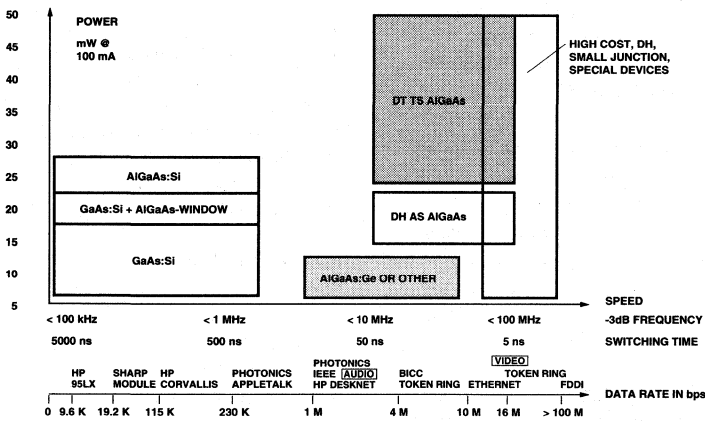 50
45
40
35
30
25
20
15
10
5
POWER
mW @
100 mA
HIGH COST, DH,
SMALL JUNCTION,
SPECIAL DEVICES
DT TS AlGaAs
AlGaAs:Si
GaAs:Si + AlGaAs-WINDOW
GaAs:Si
DH AS AlGaAs
AlGaAs:Ge OR OTHER
SPEED
< 100 kHz < 1 MHz < 10 MHz < 100 MHz -3dB FREQUENCY
5000 ns 500 ns 50 ns 5 ns SWITCHING TIME
HP 95LX
SHARP MODULE
HP CORVALLIS
PHOTONICS APPLETALK
PHOTONICS
IEEE AUDIO
HP DESKNET
BICC TOKEN RING
ETHERNET
VIDEO
TOKEN RING
FDDI
DATA RATE IN bps
0 9.6 K 19.2 K 115 K 230 K 1 M 4 M 10 M 16 M > 100 M